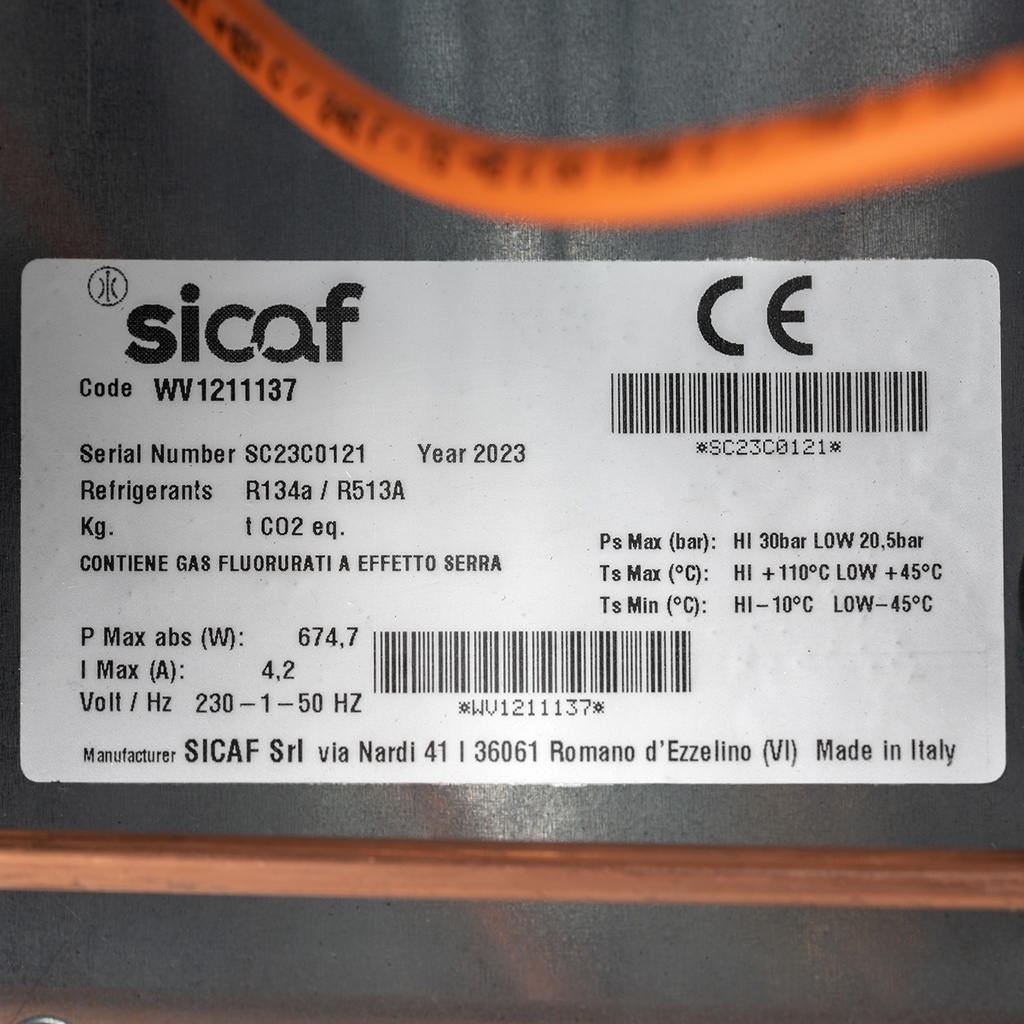 sicaf
CE
Code WV1211137
*SC23C0121*
Serial Number SC23C0121 Year 2023
Refrigerants R134a / R513A
Kg. t CO2 eq.
CONTIENE GAS FLUORURATI A EFFETTO SERRA
Ps Max (bar): HI 30bar LOW 20,5bar
Ts Max (°C): HI +110°C LOW +45°C
Ts Min (°C): HI–10°C LOW–45°C
P Max abs (W): 674,7
I Max (A): 4,2
Volt / Hz 230–1–50 HZ
*WV1211137*
Manufacturer SICAF Srl via Nardi 41 I 36061 Romano d'Ezzelino (VI) Made in Italy